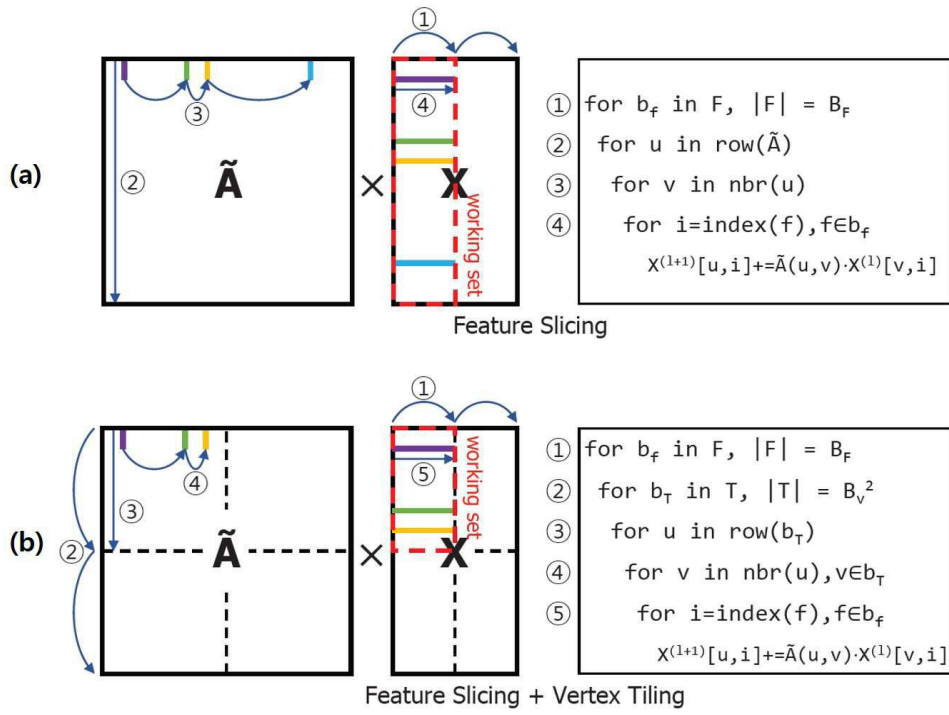 (a)
①
②
③
Ã
×
④
X
working set
① for b_f in F, |F| = B_F
② for u in row(Ã)
③ for v in nbr(u)
④ for i=index(f),f∈b_f
X^(l+1)[u,i]+=Ã(u,v)·X^(l)[v,i]
Feature Slicing
(b)
①
②
③
④
Ã
×
⑤
X
working set
① for b_f in F, |F| = B_F
② for b_T in T, |T| = B_v²
③ for u in row(b_T)
④ for v in nbr(u),v∈b_T
⑤ for i=index(f),f∈b_f
X^(l+1)[u,i]+=Ã(u,v)·X^(l)[v,i]
Feature Slicing + Vertex Tiling